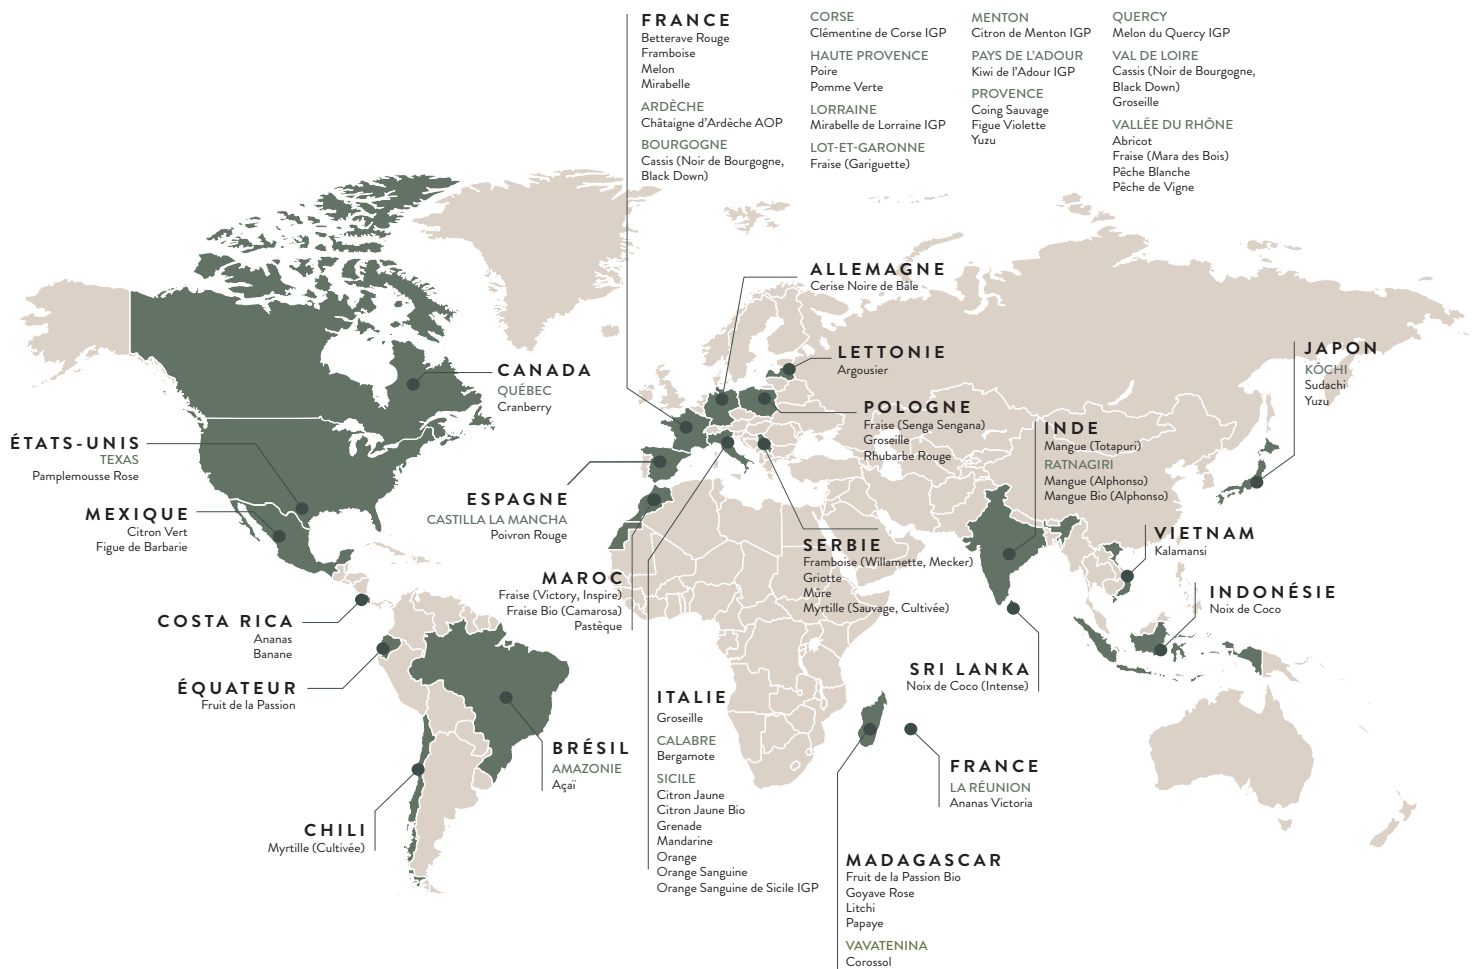 FRANCE
Betterave Rouge
Framboise
Melon
Mirabelle
ARDÈCHE
Châtaigne d’Ardèche AOP
BOURGOGNE
Cassis (Noir de Bourgogne,
Black Down)
CORSE
Clémentine de Corse IGP
HAUTE PROVENCE
Poire
Pomme Verte
LORRAINE
Mirabelle de Lorraine IGP
LOT-ET-GARONNE
Fraise (Gariguette)
MENTON
Citron de Menton IGP
PAYS DE L’ADOUR
Kiwi de l’Adour IGP
PROVENCE
Coing Sauvage
Figue Violette
Yuzu
QUERCY
Melon du Quercy IGP
VAL DE LOIRE
Cassis (Noir de Bourgogne,
Black Down)
Groseille
VALLÉE DU RHÔNE
Abricot
Fraise (Mara des Bois)
Pêche Blanche
Pêche de Vigne
ALLEMAGNE
Cerise Noire de Bâle
LETTONIE
Argousier
POLOGNE
Fraise (Senga Sengana)
Groseille
Rhubarbe Rouge
JAPON
KÔCHI
Sudachi
Yuzu
INDE
Mangue (Totapuri)
RATNAGIRI
Mangue (Alphonso)
Mangue Bio (Alphonso)
CANADA
QUÉBEC
Cranberry
ÉTATS-UNIS
TEXAS
Pamplemousse Rose
MEXIQUE
Citron Vert
Figue de Barbarie
ESPAGNE
CASTILLA LA MANCHA
Poivron Rouge
SERBIE
Framboise (Willamette, Mecker)
Griotte
Mûre
Myrtille (Sauvage, Cultivée)
VIETNAM
Kalamansi
MAROC
Fraise (Victory, Inspire)
Fraise Bio (Camarosa)
Pastèque
INDONÉSIE
Noix de Coco
COSTA RICA
Ananas
Banane
SRI LANKA
Noix de Coco (Intense)
ÉQUATEUR
Fruit de la Passion
ITALIE
Groseille
CALABRE
Bergamote
SICILE
Citron Jaune
Citron Jaune Bio
Grenade
Mandarine
Orange
Orange Sanguine
Orange Sanguine de Sicile IGP
BRÉSIL
AMAZONIE
Açaï
FRANCE
LA RÉUNION
Ananas Victoria
CHILI
Myrtille (Cultivée)
MADAGASCAR
Fruit de la Passion Bio
Goyave Rose
Litchi
Papaye
VAVATENINA
Corossol